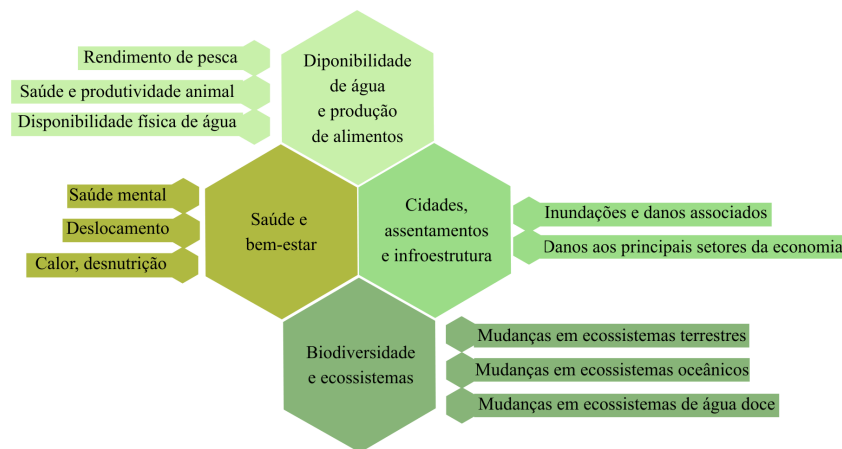 Rendimento de pesca
Saúde e produtividade animal
Disponibilidade física de água
Diponibilidade
de água
e produção
de alimentos
Saúde mental
Deslocamento
Calor, desnutrição
Saúde e
bem-estar
Cidades,
assentamentos
e infroestrutura
Inundações e danos associados
Danos aos principais setores da economia
Biodiversidade
e ecossistemas
Mudanças em ecossistemas terrestres
Mudanças em ecossistemas oceânicos
Mudanças em ecossistemas de água doce